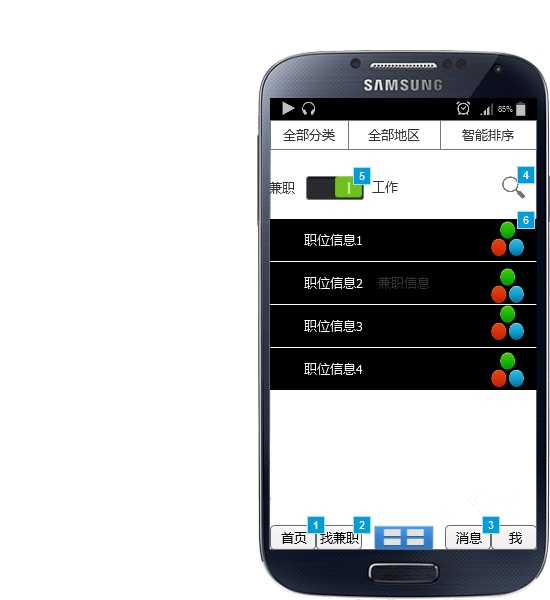 SAMSUNG
85%
全部分类 全部地区 智能排序
兼职 5 工作 4
6
职位信息1
职位信息2 兼职信息
职位信息3
职位信息4
1 2 3
首页 找兼职 消息 我